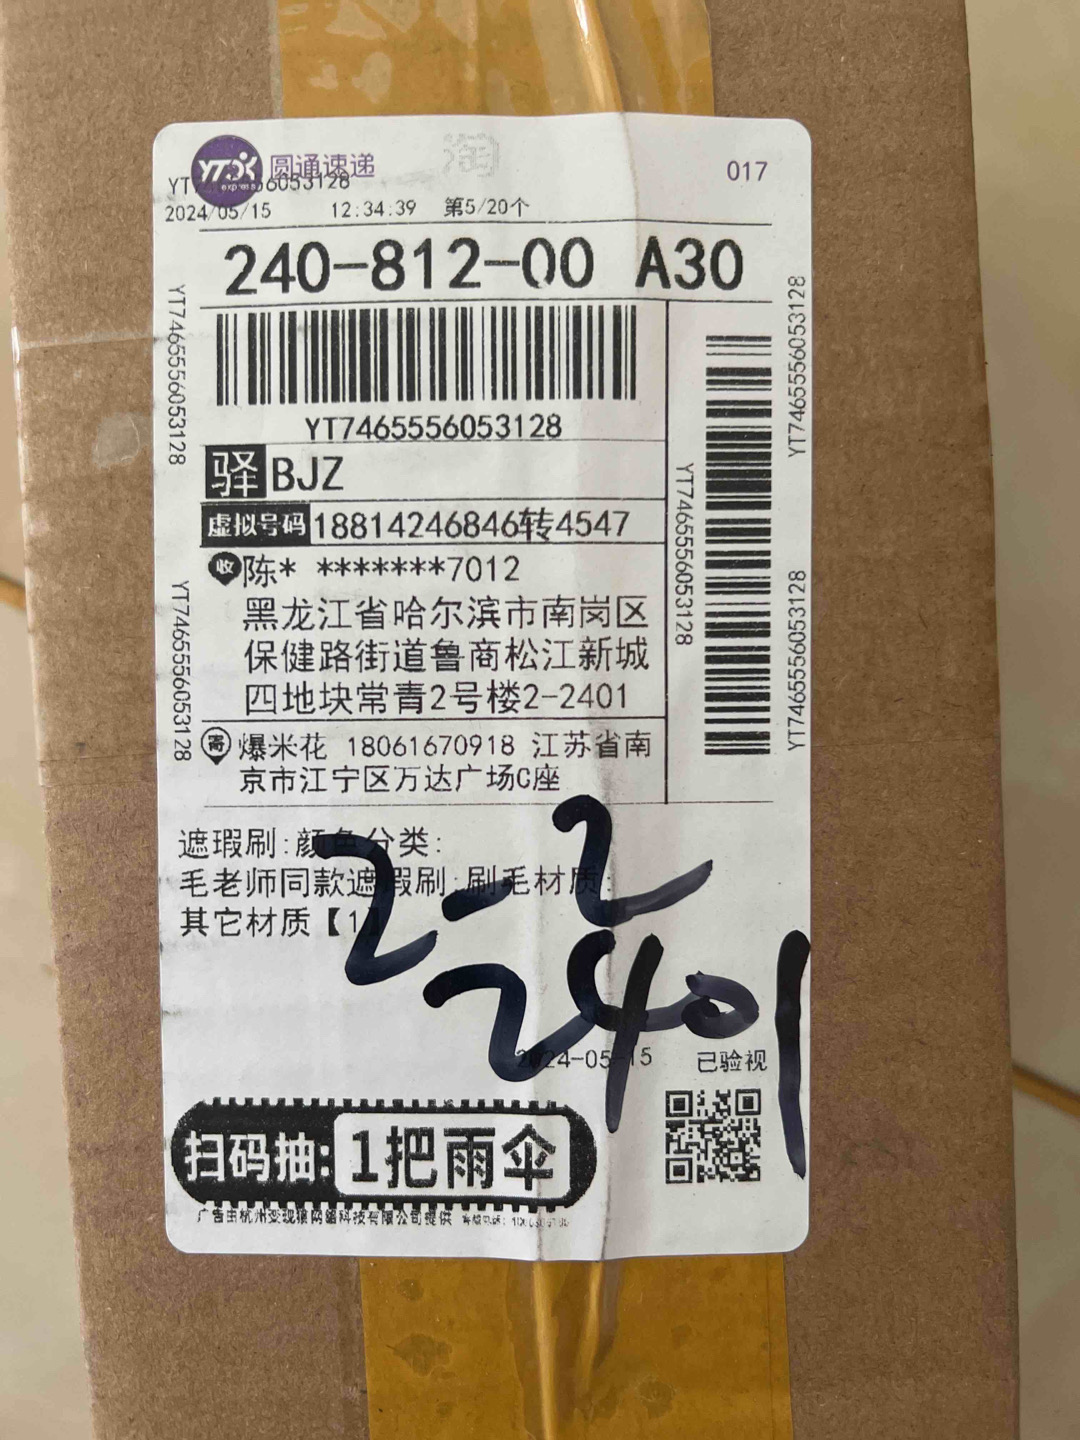 圆通速递
YTO express
淘
017
2024/05/15 12:34:39 第5/20个
240-812-00 A30
YT7465556053128
驿 BJZ
虚拟号码 18814246846转4547
收 陈* *******7012
黑龙江省哈尔滨市南岗区
保健路街道鲁商松江新城
四地块常青2号楼2-2401
寄 爆米花 18061670918 江苏省南
京市江宁区万达广场C座
YT7465556053128
YT7465556053128
YT7465556053128
YT7465556053128
YT7465556053128
遮瑕刷:颜色分类:
毛老师同款遮瑕刷;刷毛材质:
其它材质【1】
2-2
2401
2024-05-15 已验视
扫码抽:1把雨伞